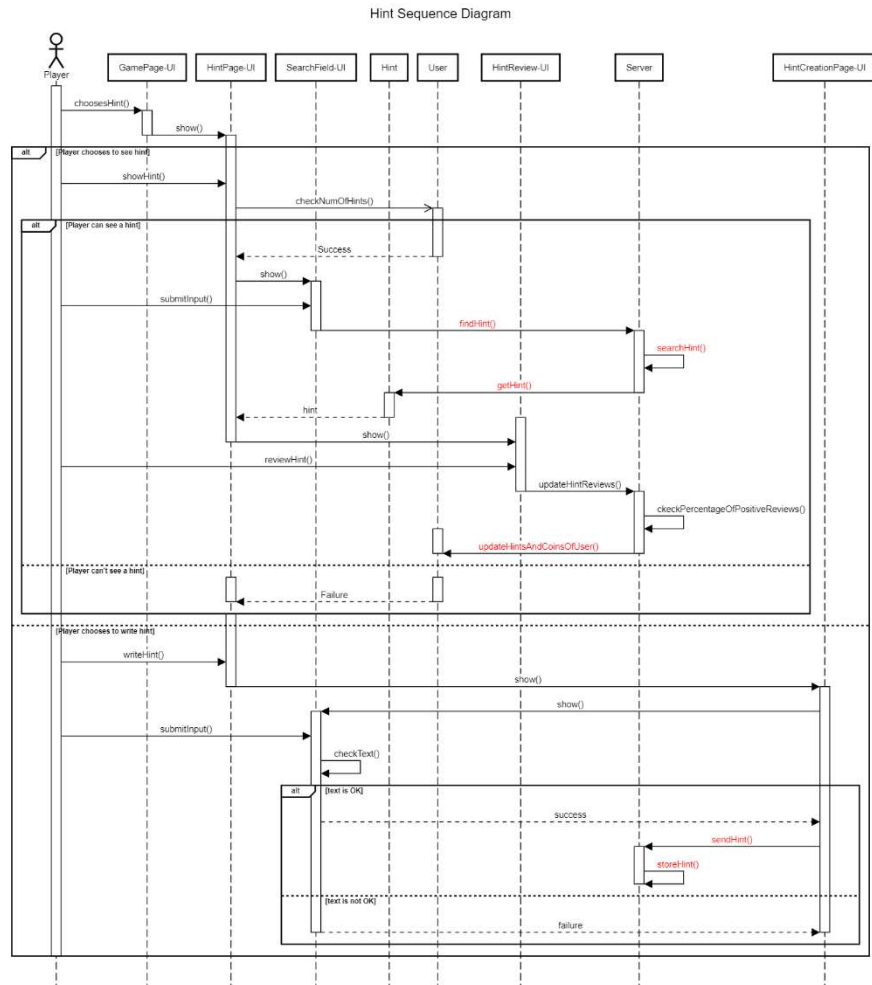 Hint Sequence Diagram
Player
GamePage-UI
HintPage-UI
SearchField-UI
Hint
User
HintReview-UI
Server
HintCreationPage-UI
choosesHint()
show()
alt
[Player chooses to see hint]
showHint()
checkNumOfHints()
alt
[Player can see a hint]
Success
show()
submitInput()
findHint()
searchHint()
getHint()
hint
show()
reviewHint()
updateHintReviews()
ckeckPercentageOfPositiveReviews()
updateHintsAndCoinsOfUser()
[Player can't see a hint]
Failure
[Player chooses to write hint]
writeHint()
show()
show()
submitInput()
checkText()
alt
[text is OK]
success
sendHint()
storeHint()
[text is not OK]
failure